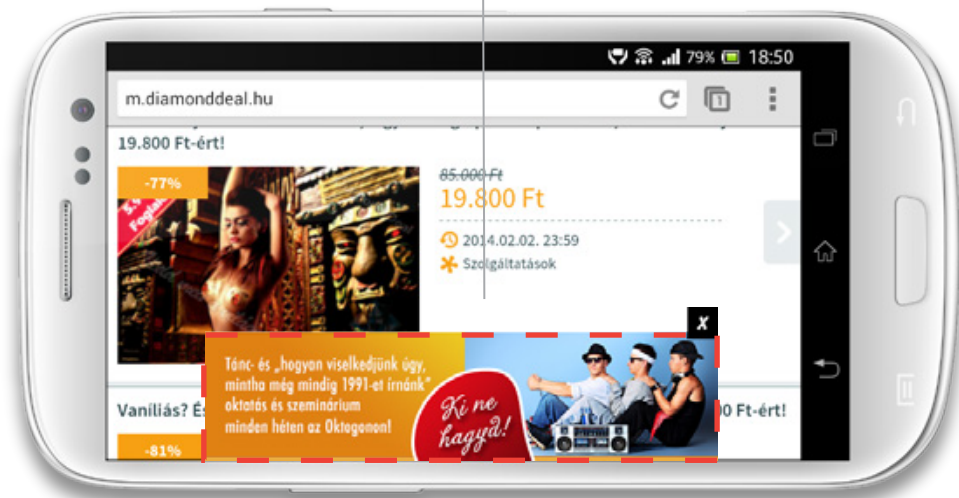 79% 18:50
m.diamonddeal.hu
1
19.800 Ft-ért!
-77%
85.000 Ft
19.800 Ft
2014.02.02. 23:59
Szolgáltatások
X
Tánc- és „hogyan viselkedjünk úgy,
mintha még mindig 1991-et írnánk”
oktatás és szeminárium
minden héten az Oktogonon!
Ki ne
hagyd!
Vaníliás? És
00 Ft-ért!
-81%